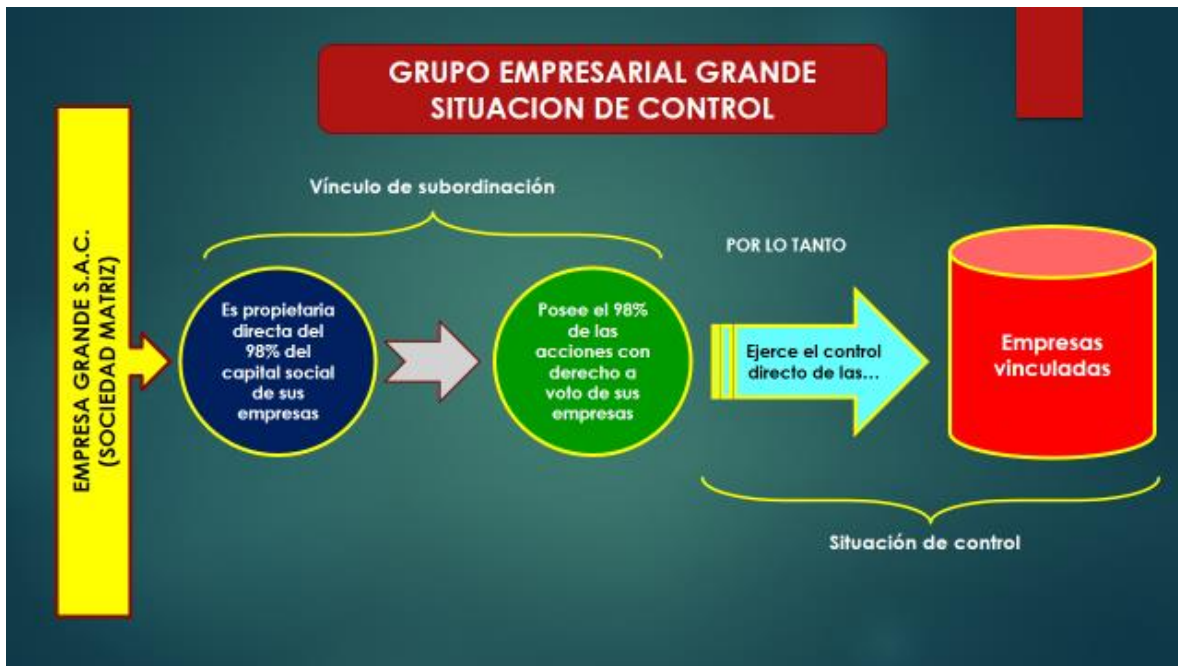 GRUPO EMPRESARIAL GRANDE
SITUACION DE CONTROL
EMPRESA GRANDE S.A.C.
(SOCIEDAD MATRIZ)
Vínculo de subordinación
Es propietaria
directa del
98% del
capital social
de sus
empresas
Posee el 98%
de las
acciones con
derecho a
voto de sus
empresas
POR LO TANTO
Ejerce el control
directo de las...
Empresas
vinculadas
Situación de control